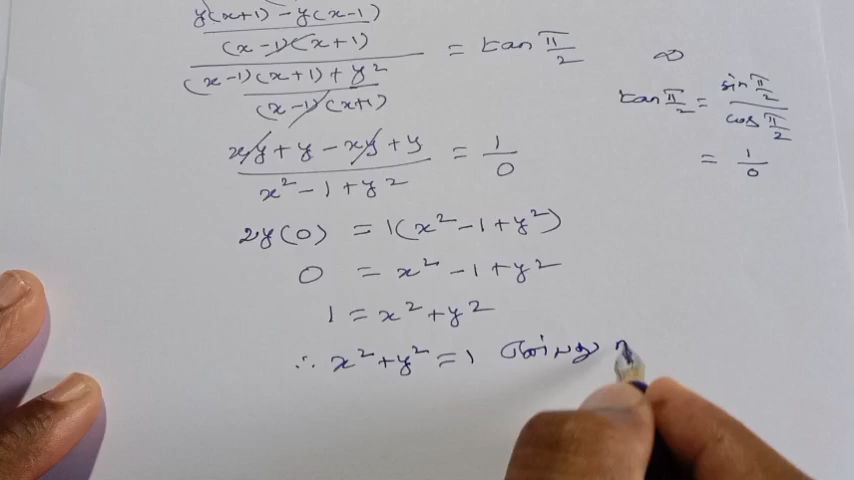 y(x+1) - y(x-1)
(x-1)(x+1)
(x-1)(x+1) + y²
(x-1)(x+1)
= tan π/2
∞
tan π/2 = sin π/2 / cos π/2
= 1/0
xy + y - xy + y / x² - 1 + y² = 1/0
2y(0) = 1(x² - 1 + y²)
0 = x² - 1 + y²
1 = x² + y²
∴ x² + y² = 1 என்பது